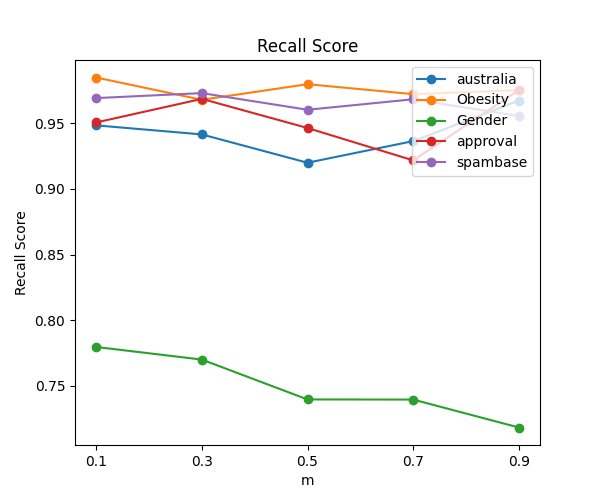 Recall Score
australia
Obesity
Gender
approval
spambase
Recall Score
0.95
0.90
0.85
0.80
0.75
0.1 0.3 0.5 0.7 0.9
m